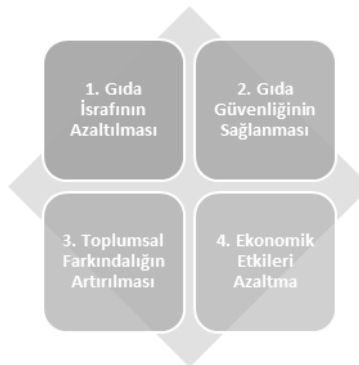 1. Gıda
İsrafının
Azaltılması
2. Gıda
Güvenliğinin
Sağlanması
3. Toplumsal
Farkındalığın
Artırılması
4. Ekonomik
Etkileri
Azaltma